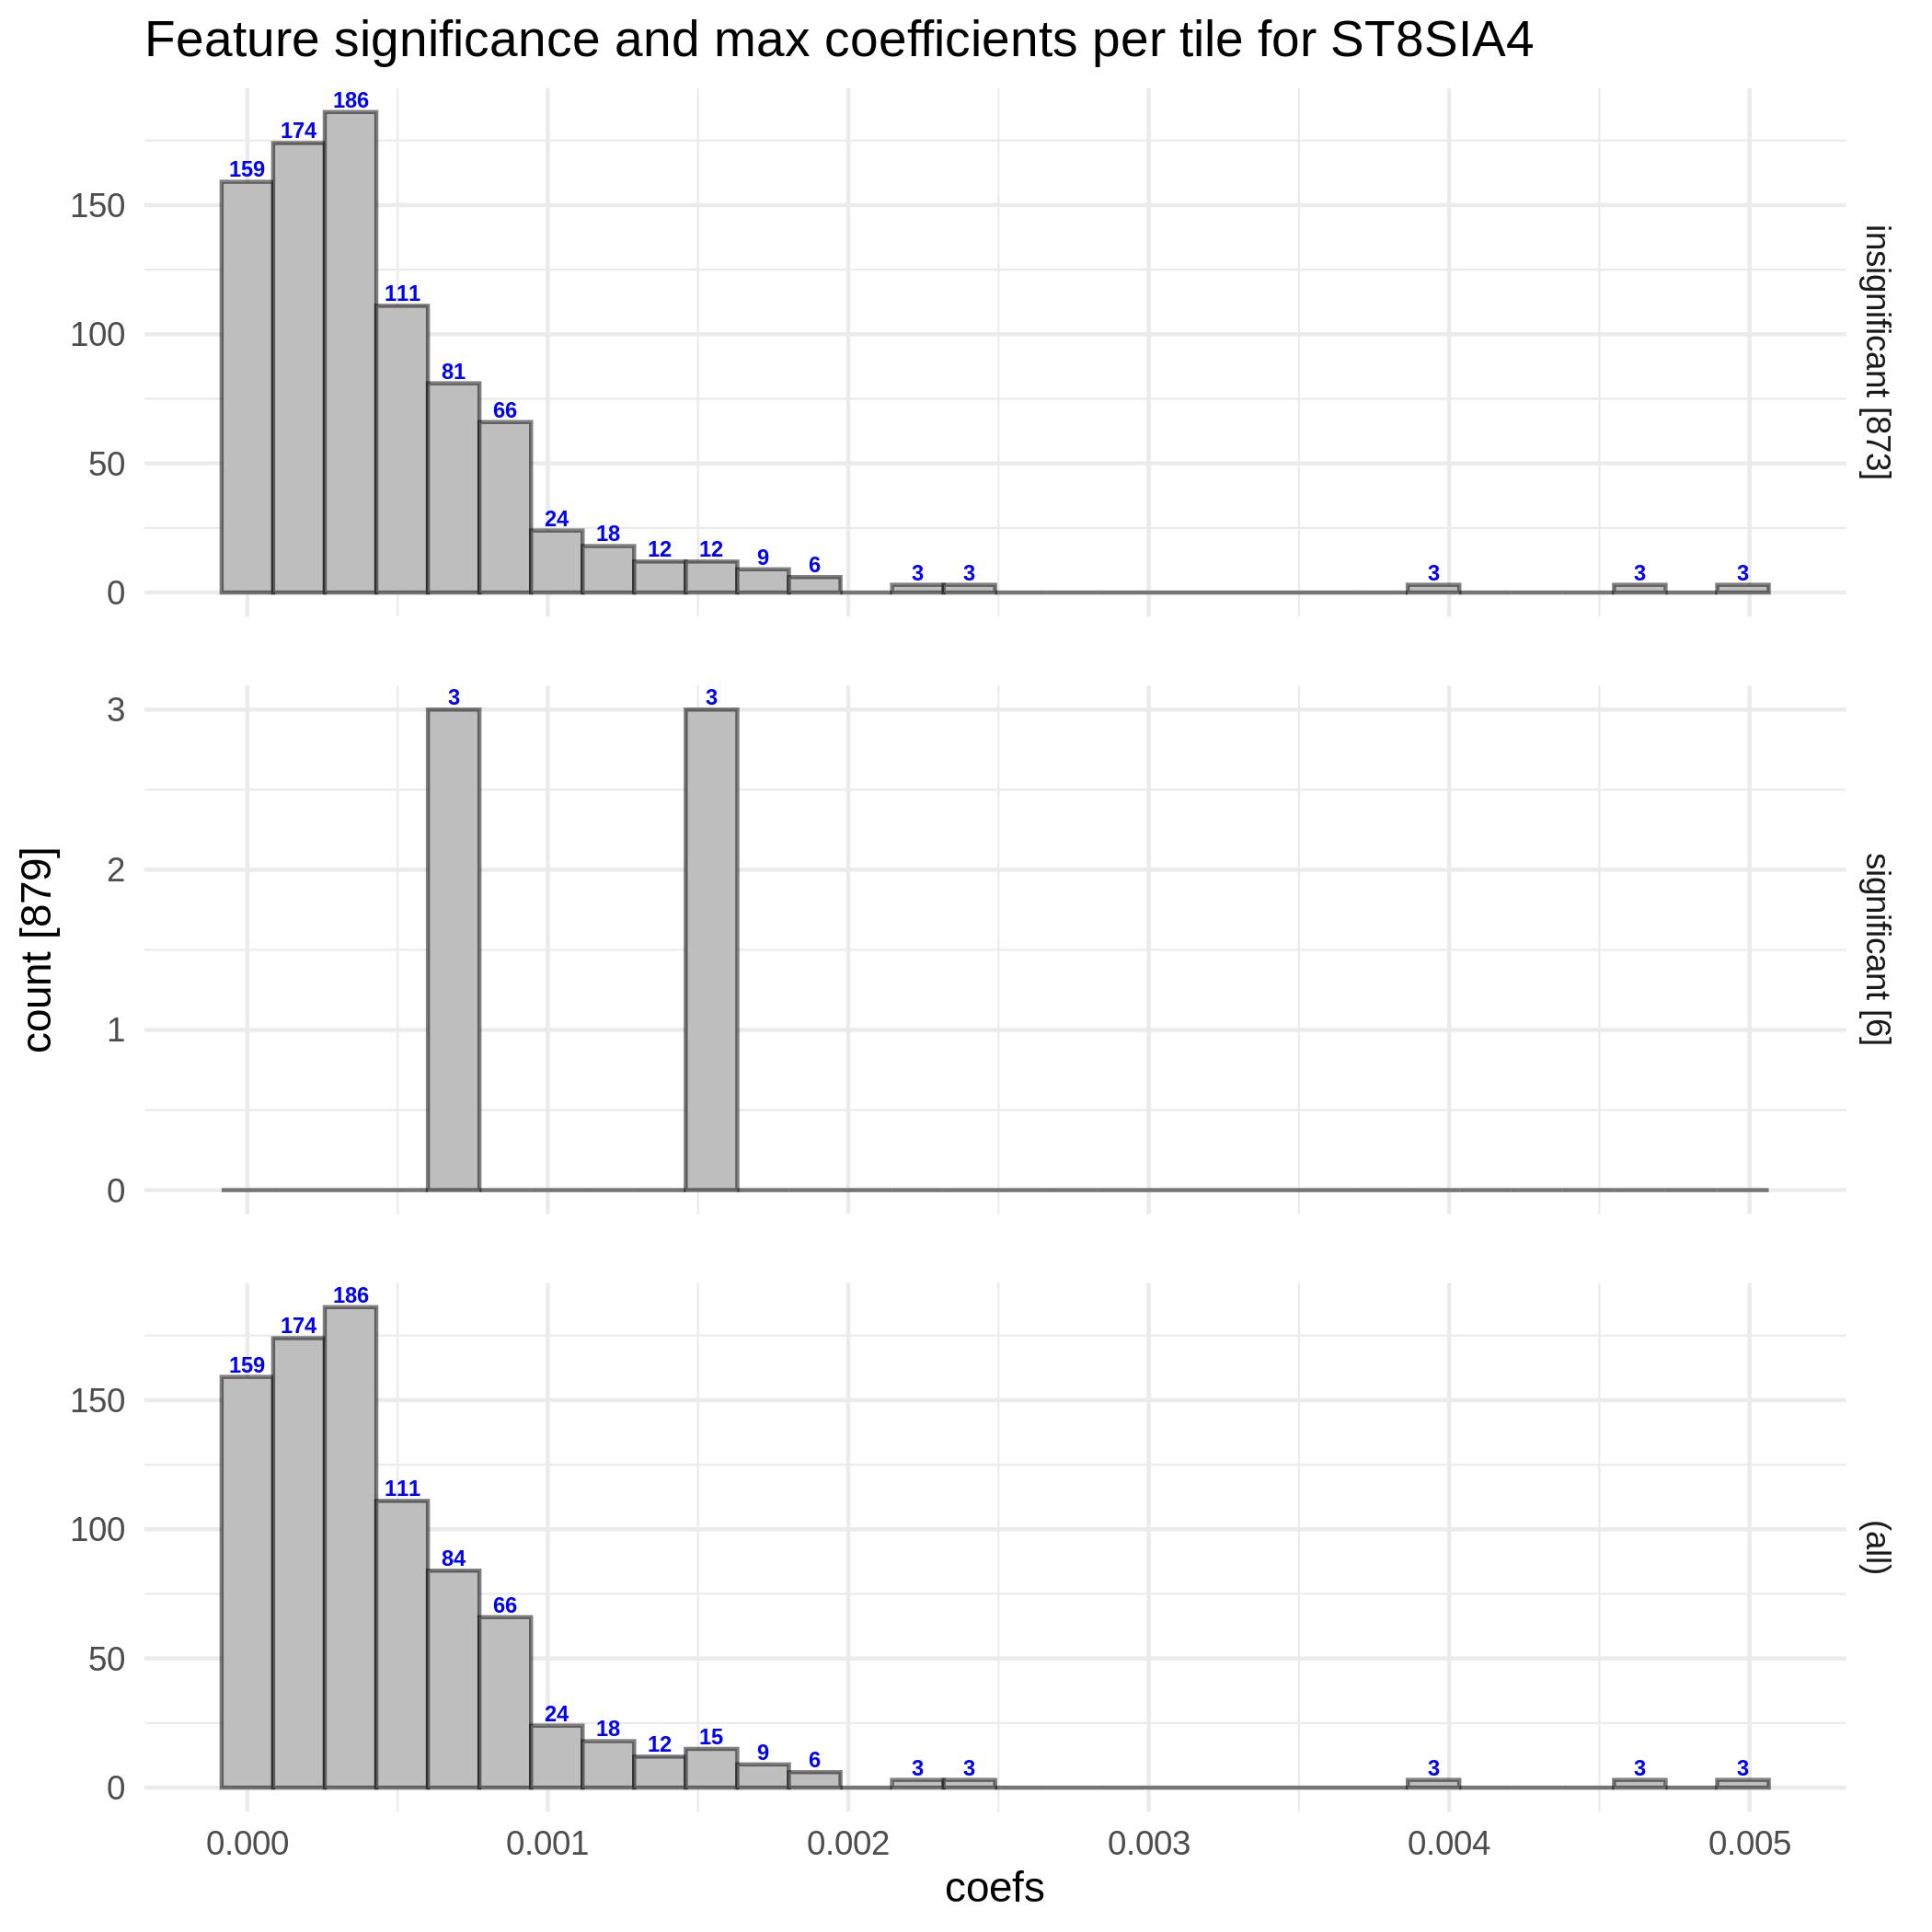 Feature significance and max coefficients per tile for ST8SIA4
159 174 186 111 81 66 24 18 12 12 9 6 3 3 3 3 3
150
100
50
0
insignificant [873]
3 3
3
2
1
0
significant [6]
count [879]
159 174 186 111 84 66 24 18 12 15 9 6 3 3 3 3 3
150
100
50
0
(all)
0.000 0.001 0.002 0.003 0.004 0.005
coefs